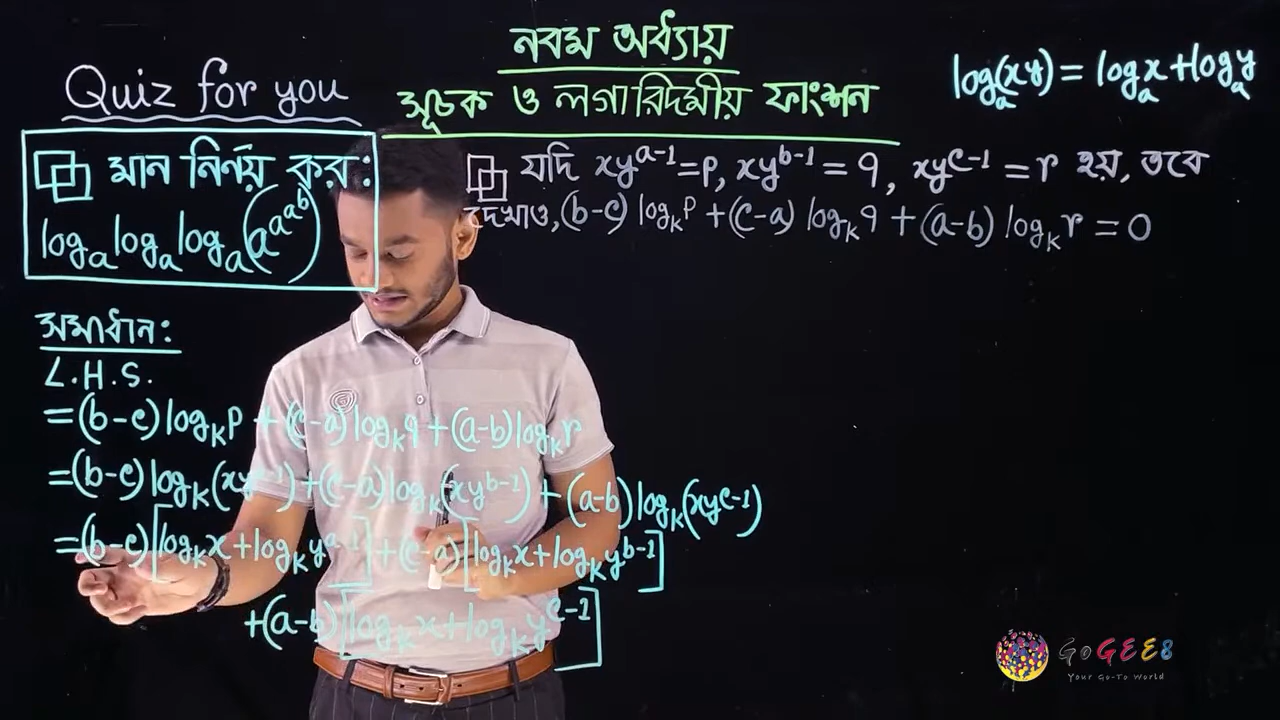 নবম অধ্যায়
সূচক ও লগারিদমীয় ফাংশন
log_a(xy) = log_a x + log_a y
Quiz for you
মান নির্ণয় কর:
log_a log_a log_a (a^{a^{a^b}})
যদি xy^{a-1} = p, xy^{b-1} = q, xy^{c-1} = r হয়, তবে
দেখাও, (b-c) log_k p + (c-a) log_k q + (a-b) log_k r = 0
সমাধান:
L.H.S.
= (b-c) log_k p + (c-a) log_k q + (a-b) log_k r
= (b-c) log_k (xy^{a-1}) + (c-a) log_k (xy^{b-1}) + (a-b) log_k (xy^{c-1})
= (b-c) [log_k x + log_k y^{a-1}] + (c-a) [log_k x + log_k y^{b-1}]
+ (a-b) [log_k x + log_k y^{c-1}]
GoGEE8
Your Go-To World